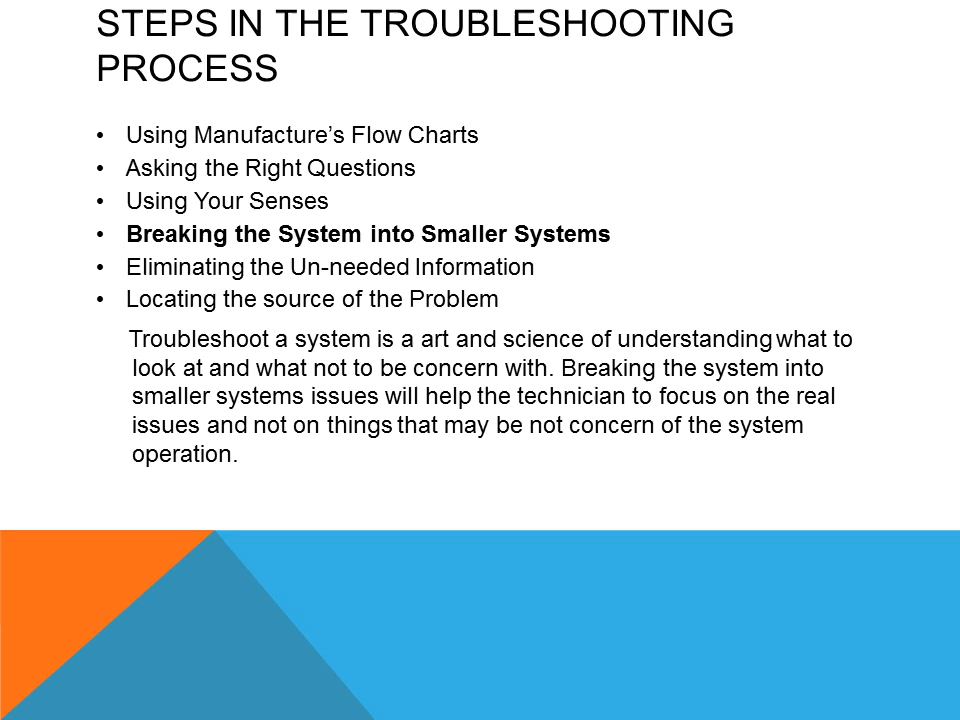 STEPS IN THE TROUBLESHOOTING
PROCESS
• Using Manufacture’s Flow Charts
• Asking the Right Questions
• Using Your Senses
• Breaking the System into Smaller Systems
• Eliminating the Un-needed Information
• Locating the source of the Problem
Troubleshoot a system is a art and science of understanding what to
look at and what not to be concern with. Breaking the system into
smaller systems issues will help the technician to focus on the real
issues and not on things that may be not concern of the system
operation.